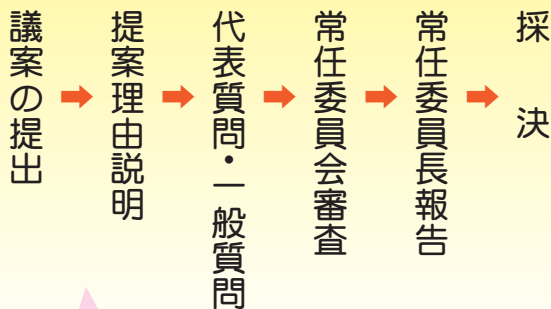 議案の提出
提案理由説明
代表質問・一般質問
常任委員会審査
常任委員長報告
採決